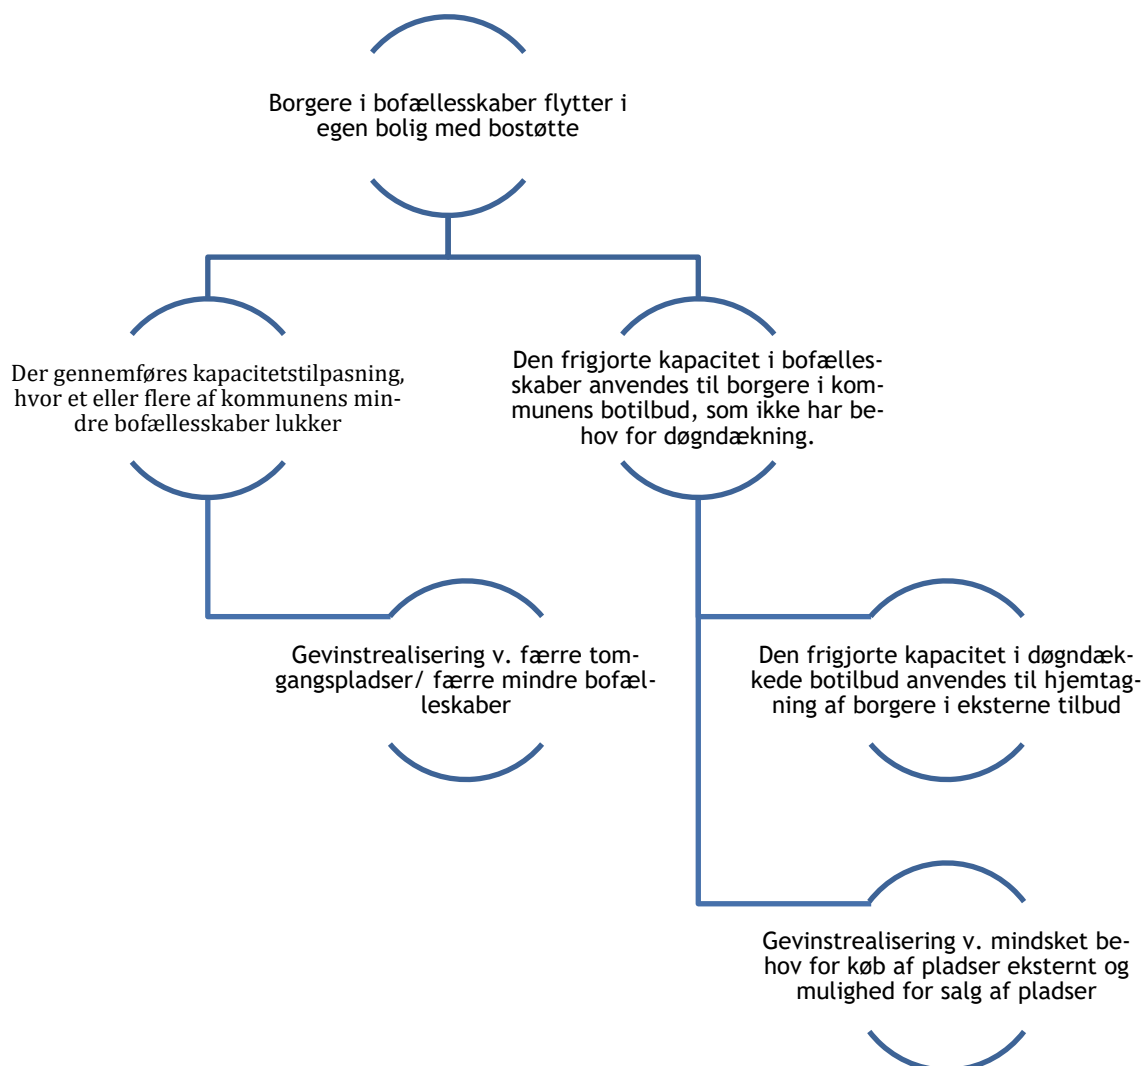 Borgere i bofællesskaber flytter i
egen bolig med bostøtte
Der gennemføres kapacitetstilpasning,
hvor et eller flere af kommunens min-
dre bofællesskaber lukker
Den frigjorte kapacitet i bofælles-
skaber anvendes til borgere i kom-
munens botilbud, som ikke har be-
hov for døgndækning.
Gevinstrealisering v. færre tom-
gangspladser/ færre mindre bofæl-
leskaber
Den frigjorte kapacitet i døgndæk-
kede botilbud anvendes til hjemtag-
ning af borgere i eksterne tilbud
Gevinstrealisering v. mindsket be-
hov for køb af pladser eksternt og
mulighed for salg af pladser